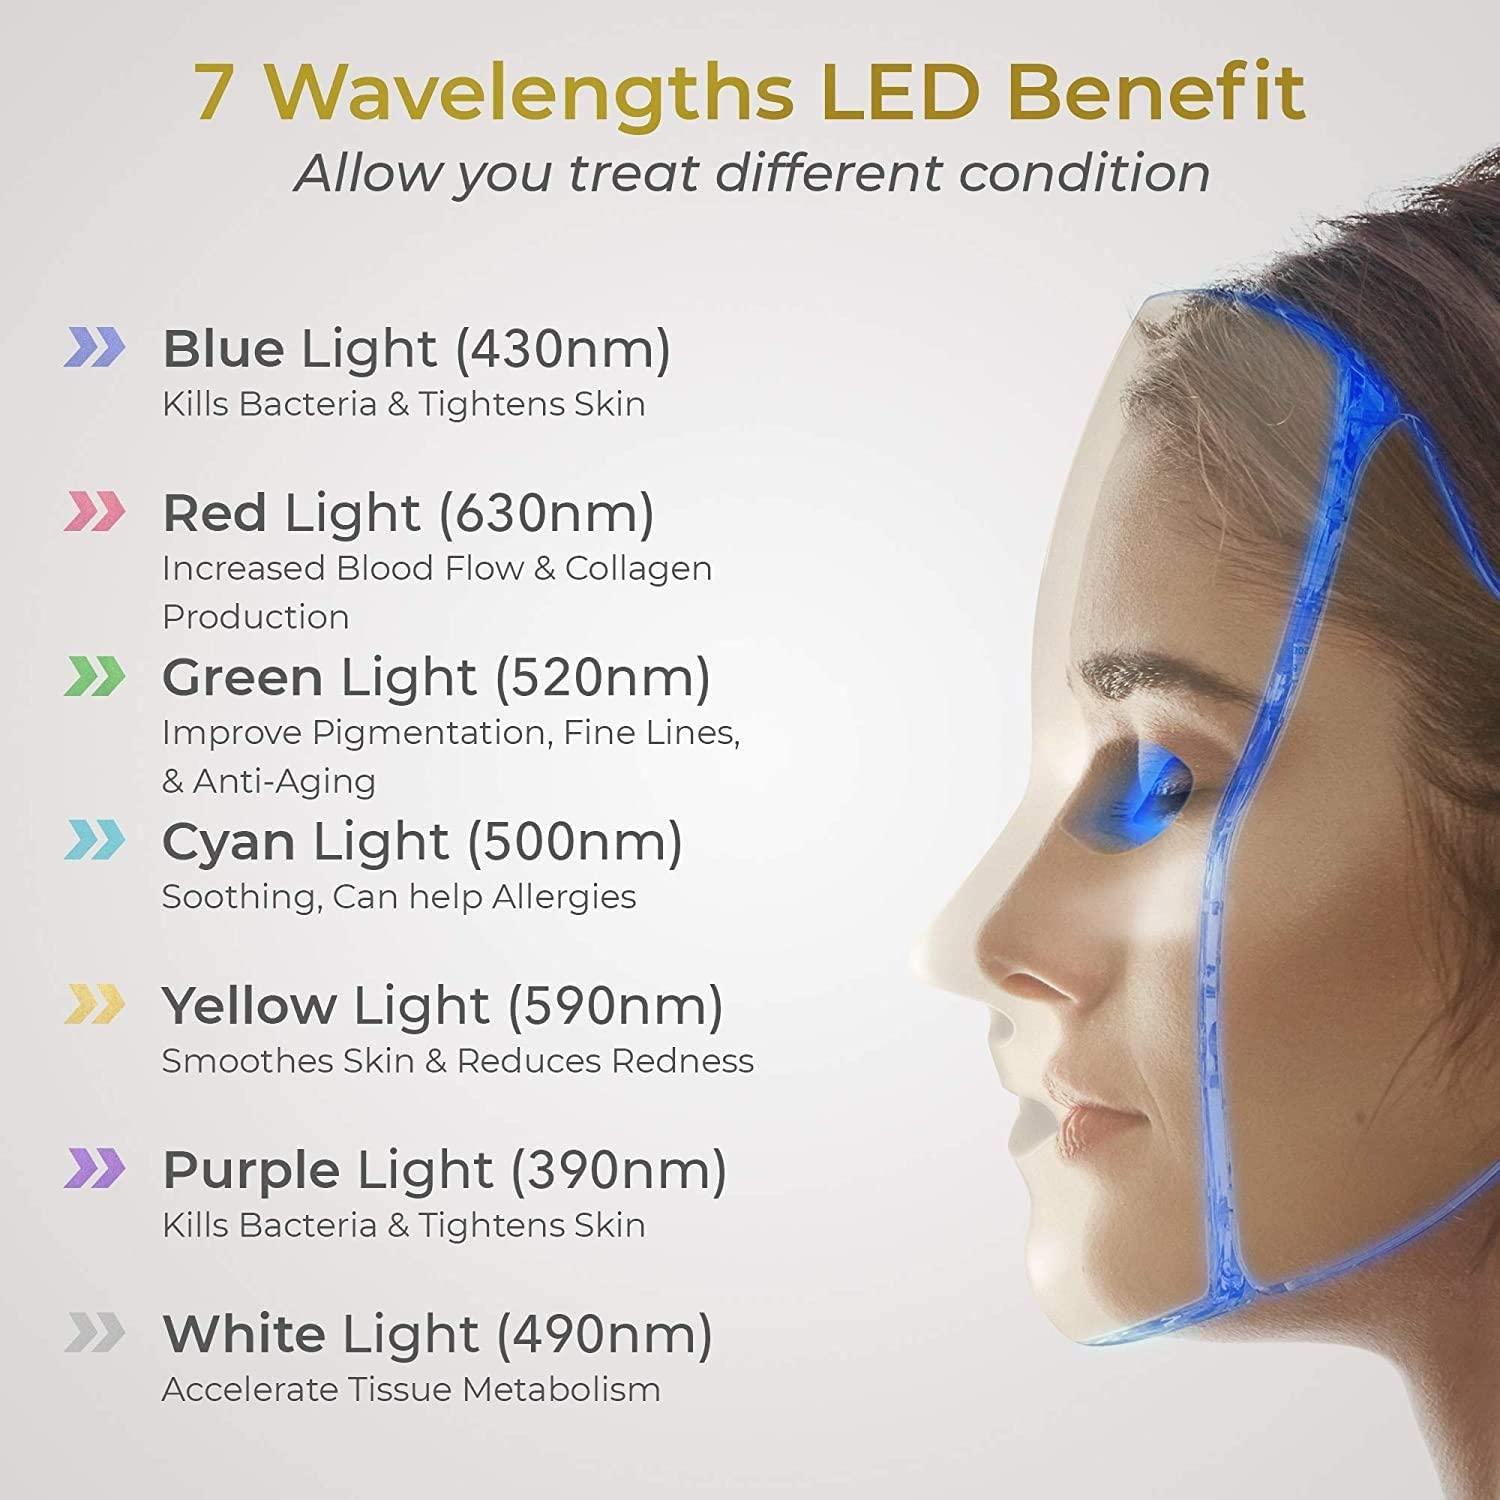 7 Wavelengths LED Benefit
Allow you treat different condition
Blue Light (430nm)
Kills Bacteria & Tightens Skin
Red Light (630nm)
Increased Blood Flow & Collagen
Production
Green Light (520nm)
Improve Pigmentation, Fine Lines,
& Anti-Aging
Cyan Light (500nm)
Soothing, Can help Allergies
Yellow Light (590nm)
Smoothes Skin & Reduces Redness
Purple Light (390nm)
Kills Bacteria & Tightens Skin
White Light (490nm)
Accelerate Tissue Metabolism